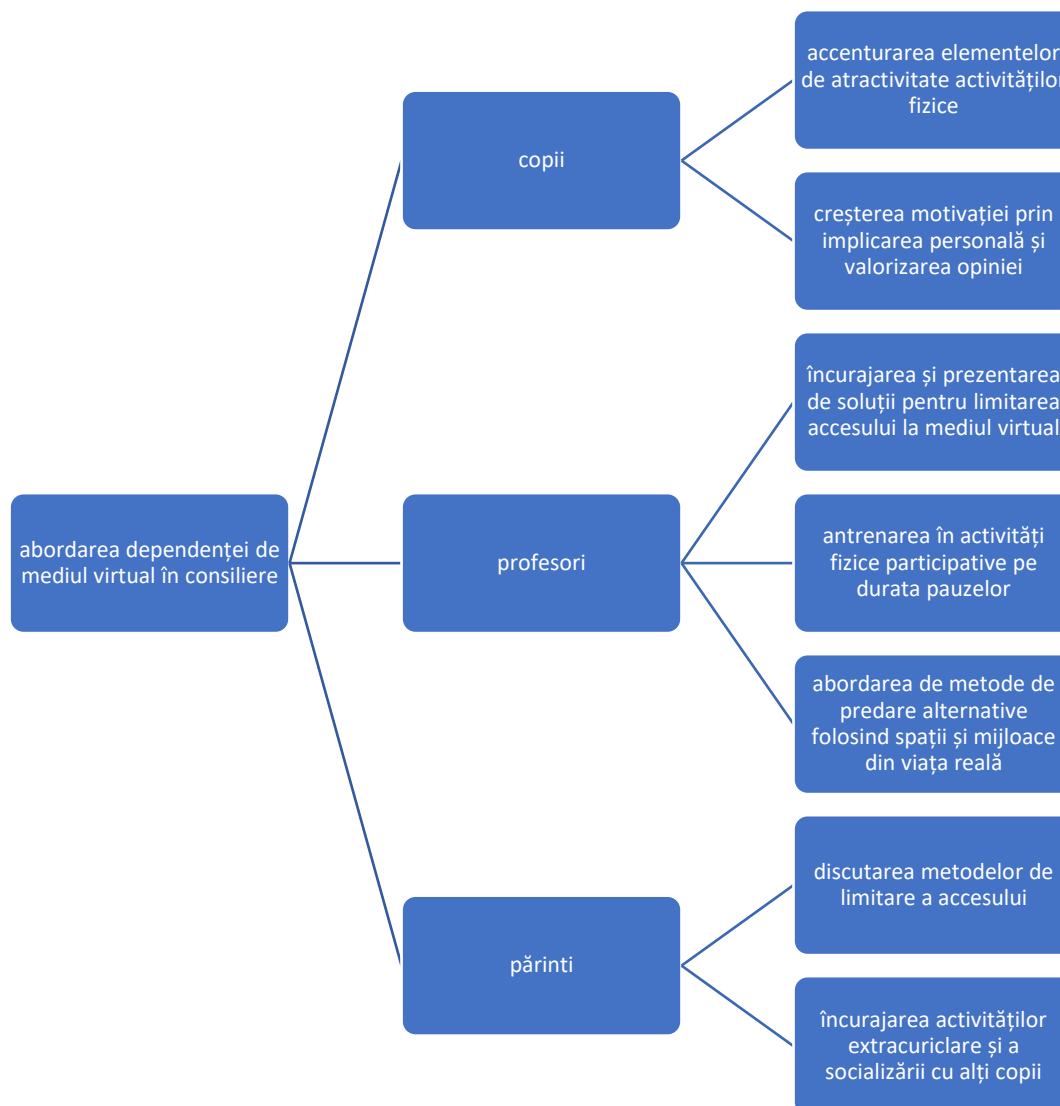 abordarea dependenței de
mediul virtual în consiliere
copii
accenturarea elementelor
de atractivitate activităților
fizice
creșterea motivației prin
implicarea personală și
valorizarea opiniei
profesori
încurajarea și prezentarea
de soluții pentru limitarea
accesului la mediul virtual
antrenarea în activități
fizice participative pe
durata pauzelor
abordarea de metode de
predare alternative
folosind spații și mijloace
din viața reală
părinti
discutarea metodelor de
limitare a accesului
încurajarea activităților
extracuriclare și a
socializării cu alți copii